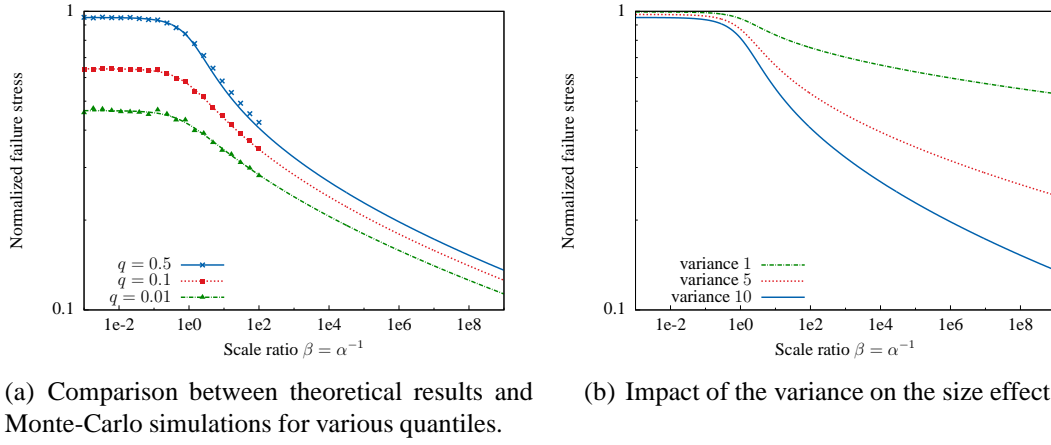 1
0.1
Normalized failure stress
q = 0.5
q = 0.1
q = 0.01
1e-2 1e0 1e2 1e4 1e6 1e8
Scale ratio β = α⁻¹
(a) Comparison between theoretical results and
Monte-Carlo simulations for various quantiles.
1
0.1
Normalized failure stress
variance 1
variance 5
variance 10
1e-2 1e0 1e2 1e4 1e6 1e8
Scale ratio β = α⁻¹
(b) Impact of the variance on the size effect